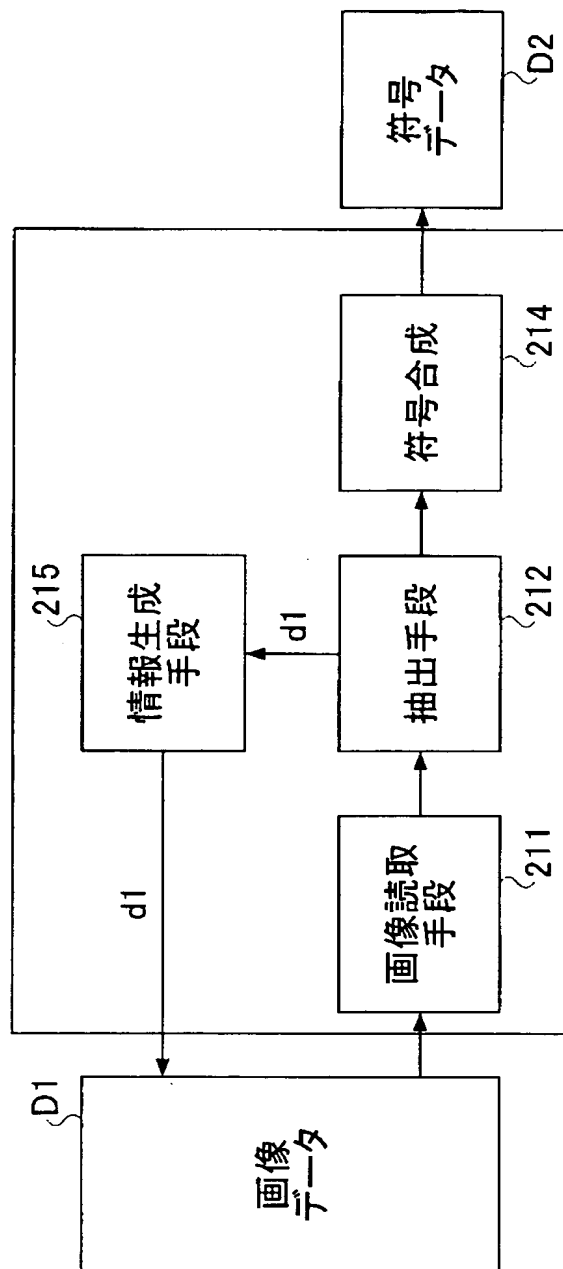 D1
画像
データ
d1
画像読取
手段
211
情報生成
手段
215
d1
抽出手段
212
符号合成
214
符号
データ
D2